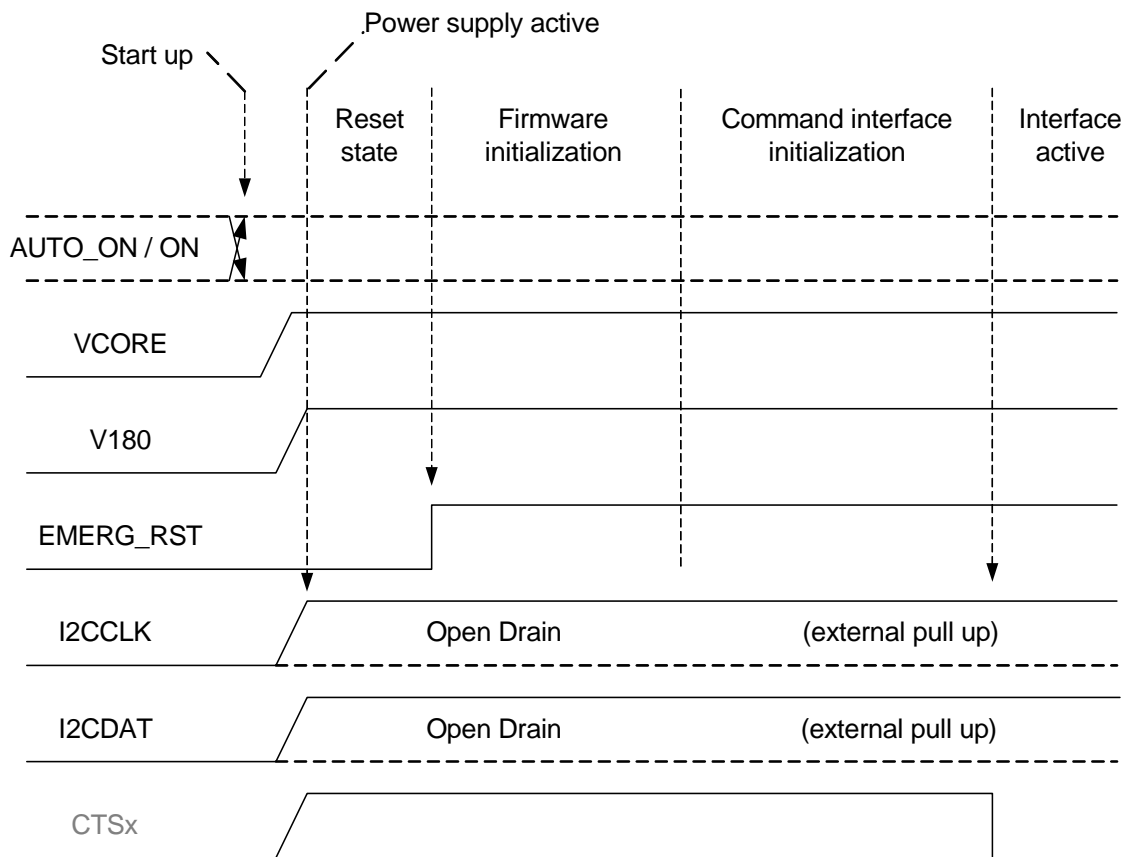 Power supply active
Start up
Reset state
Firmware initialization
Command interface initialization
Interface active
AUTO_ON / ON
VCORE
V180
EMERG_RST
I2CCLK
Open Drain
(external pull up)
I2CDAT
Open Drain
(external pull up)
CTSx